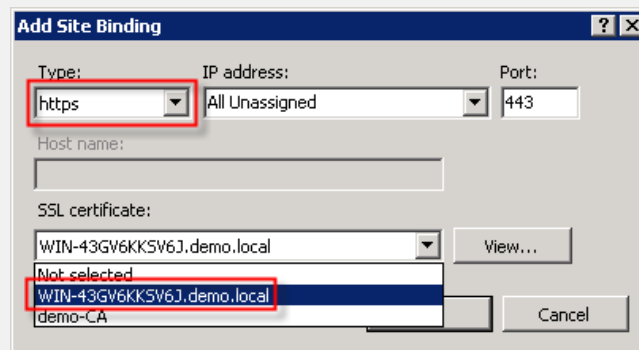 Add Site Binding
? X
Type: IP address: Port:
https All Unassigned 443
Host name:
SSL certificate:
WIN-43GV6KKSV6J.demo.local View...
Not selected
WIN-43GV6KKSV6J.demo.local
demo-CA Cancel